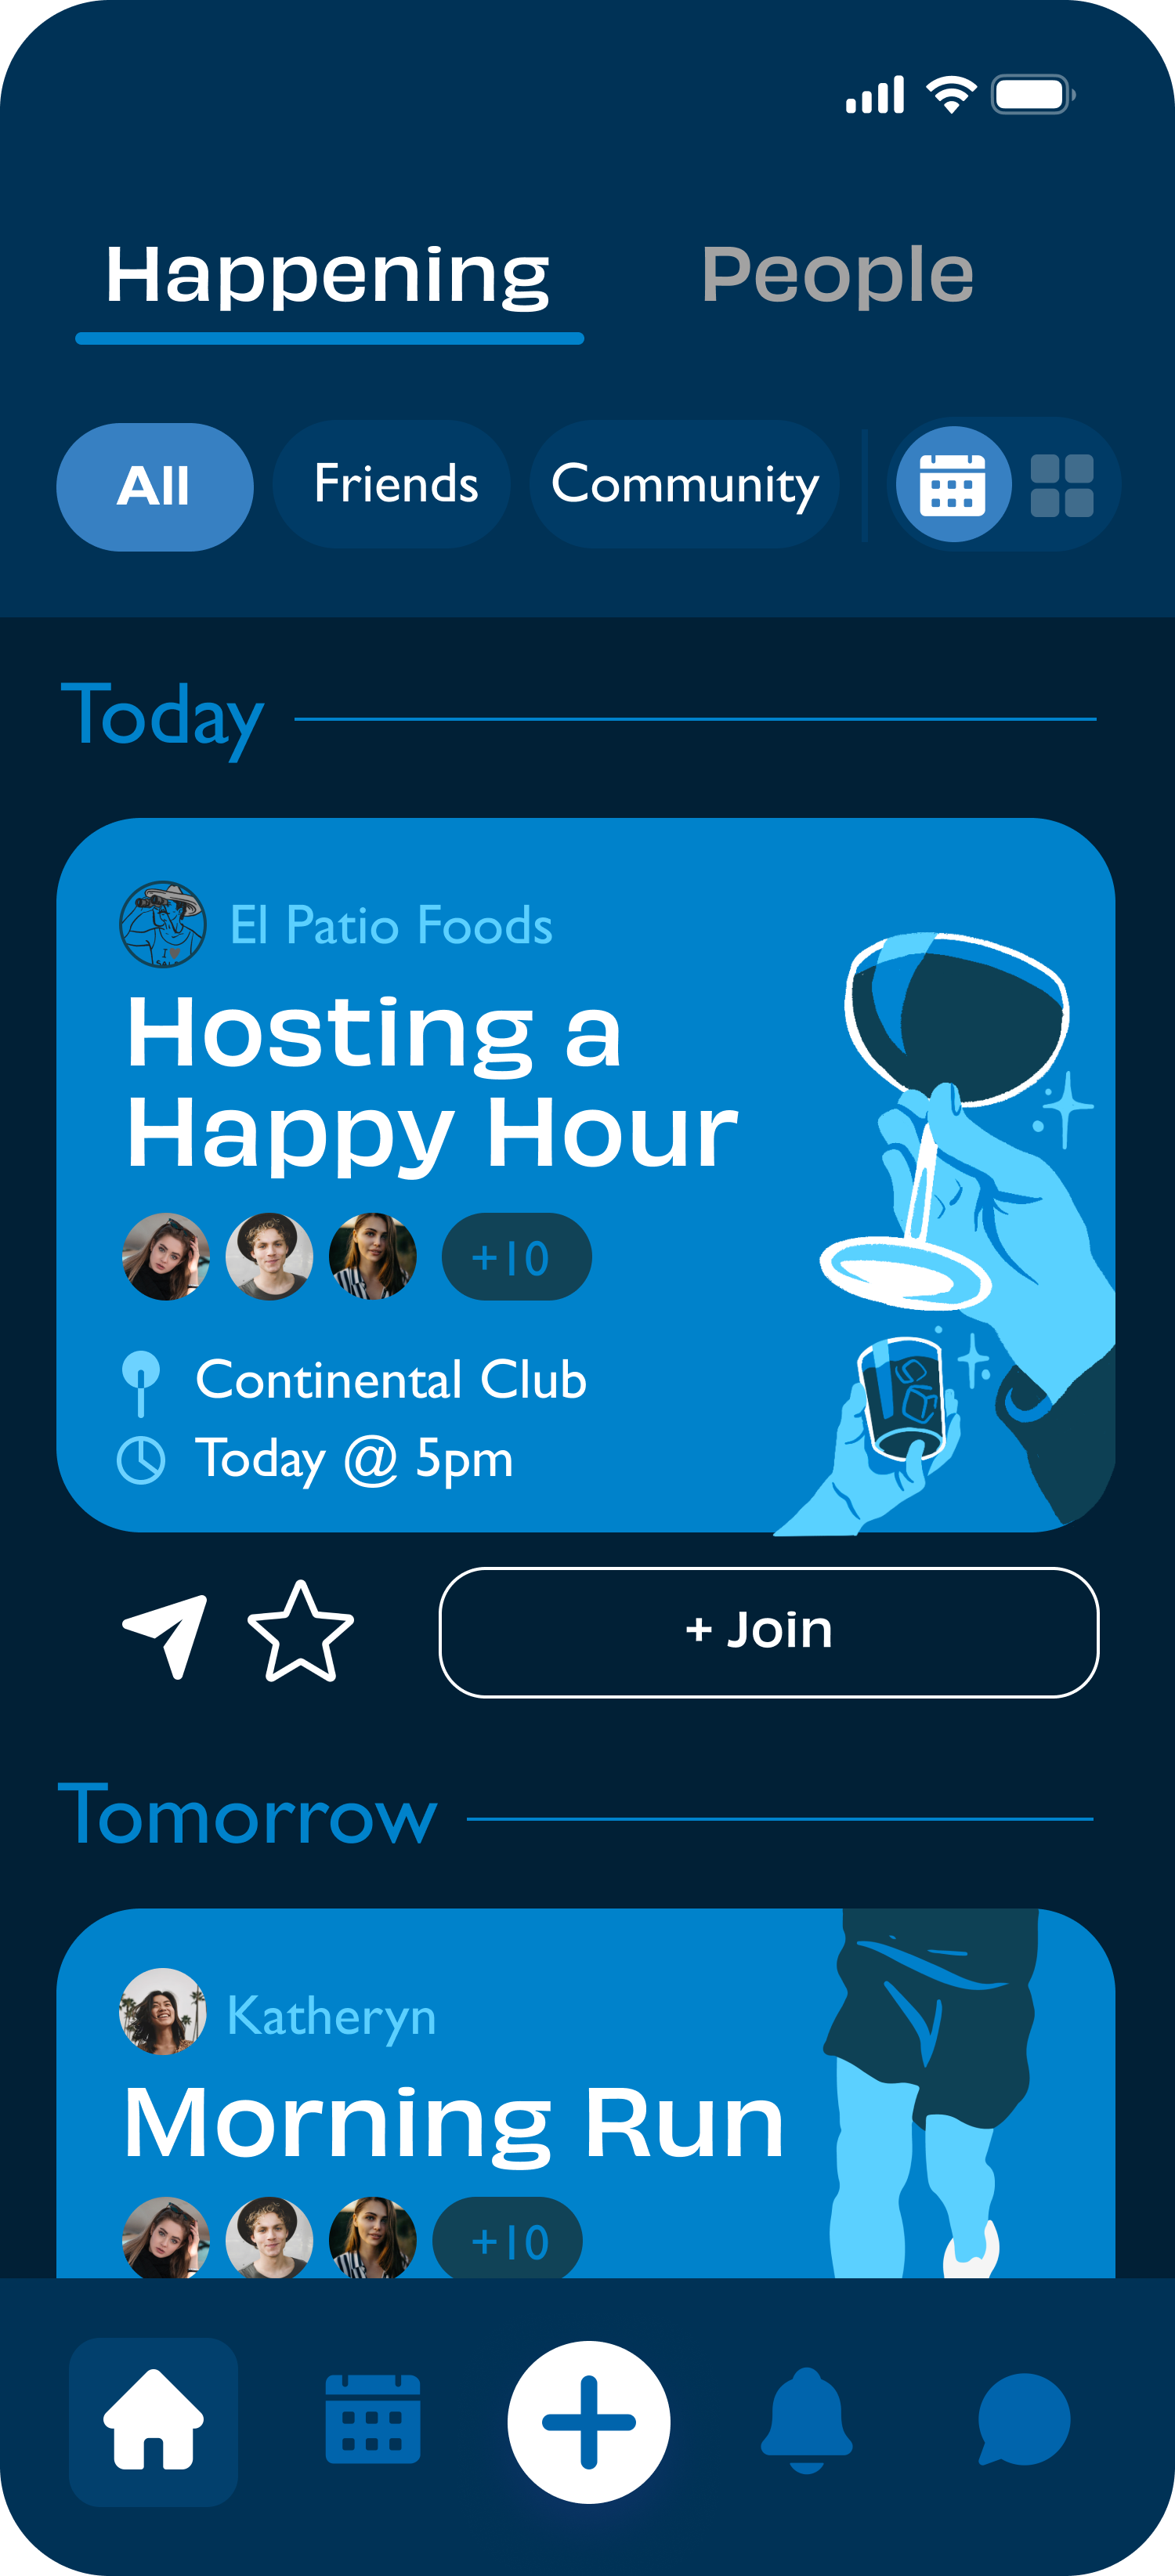 Happening People
All Friends Community
Today
El Patio Foods
Hosting a
Happy Hour
+10
Continental Club
Today @ 5pm
+ Join
Tomorrow
Katheryn
Morning Run
+10